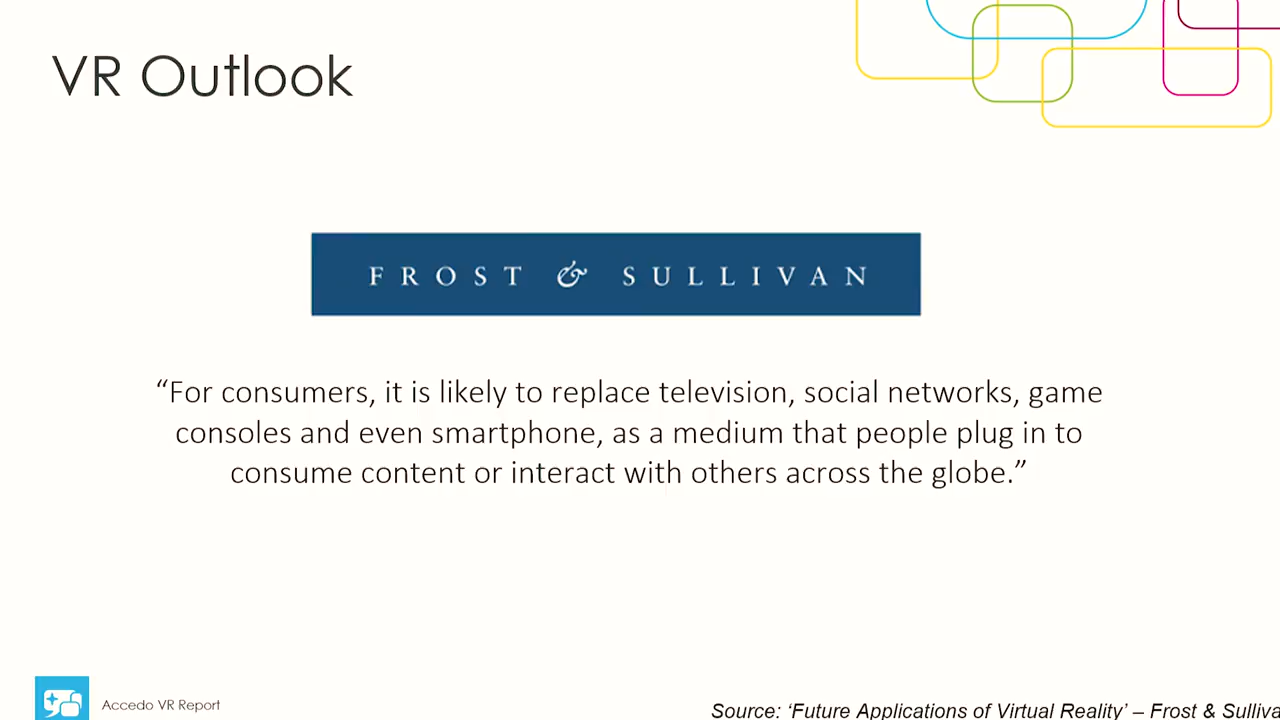 VR Outlook
FROST & SULLIVAN
“For consumers, it is likely to replace television, social networks, game
consoles and even smartphone, as a medium that people plug in to
consume content or interact with others across the globe.”
Accedo VR Report
Source: ‘Future Applications of Virtual Reality’ – Frost & Sulliva